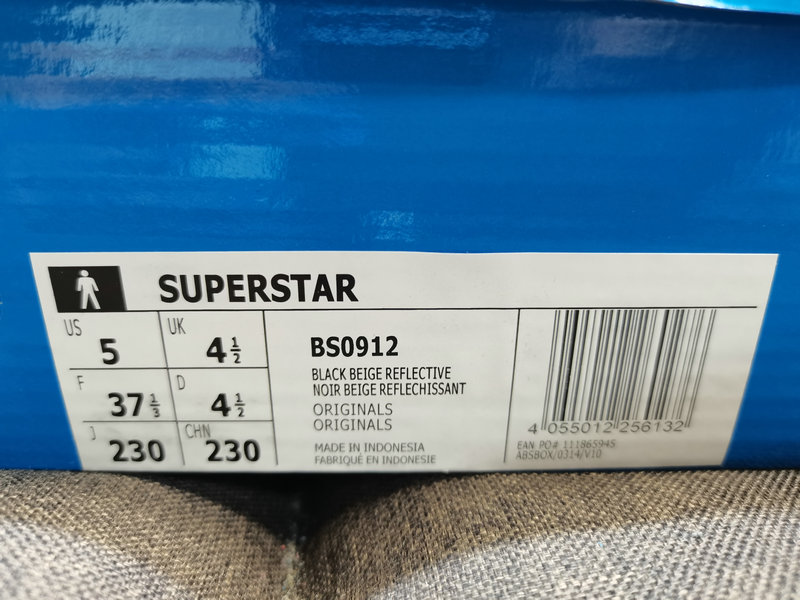 SUPERSTAR
US 5 UK 4 1/2
F 37 1/3 D 4 1/2
J 230 CHN 230
BS0912
BLACK BEIGE REFLECTIVE
NOIR BEIGE REFLECHISSANT
ORIGINALS
ORIGINALS
MADE IN INDONESIA
FABRIQUÉ EN INDONESIE
4 055012 256132
EAN PO# 0111865945
ABSBOX/0314/V10